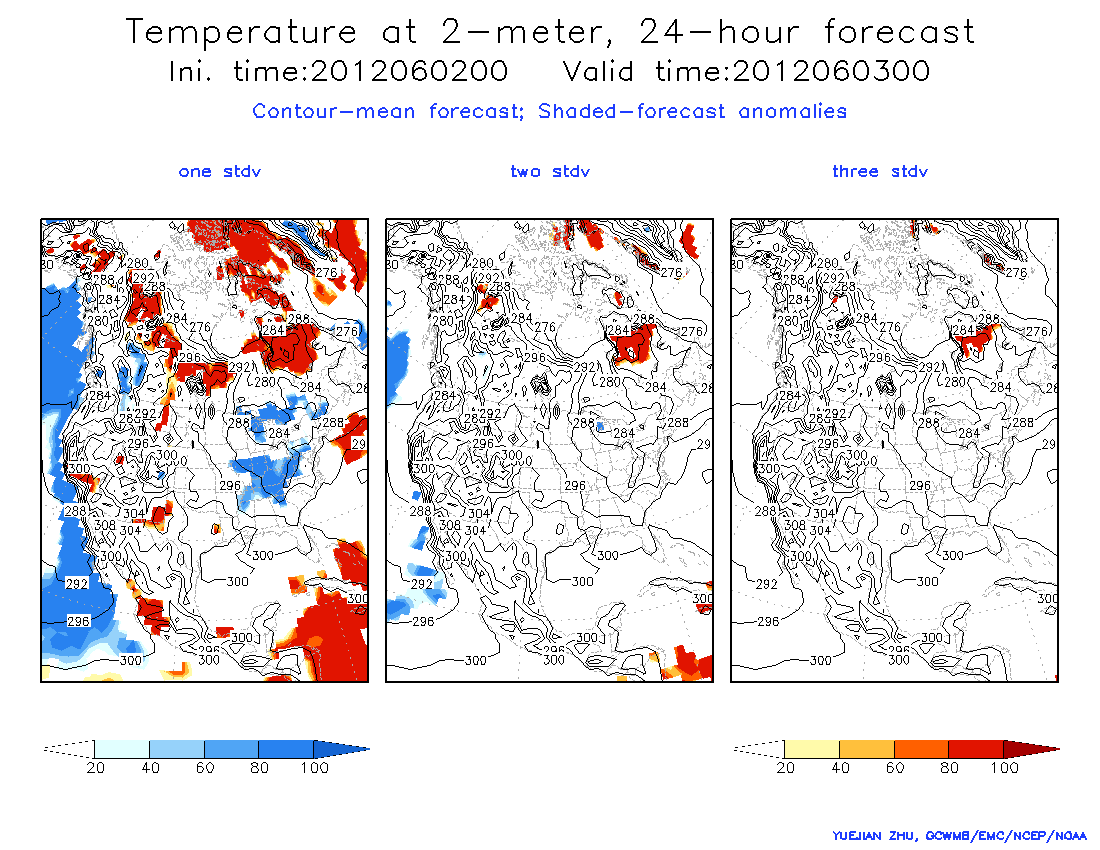 Temperature at 2-meter, 24-hour forecast
Ini. time:2012060200 Valid time:2012060300
Contour-mean forecast; Shaded-forecast anomalies
one stdv two stdv three stdv
280 280 280
292 292 292
288 288 288 288 288 288
284 284 284
276 276 276
280 284 276 288 276 280 284 276 288 276 280 284 276 288 276
284 284 284
296 292 296 292
280 280
284 284 284 284 284
292 288 292 288 292 288
288 288 288
284 284 284
296 296 296
300 300 300 300 300 300
296 296 296
288 304 288 304 288 304
308 304 308 304 308 304
300 300 300 300 300 300
292 300 292 300 292 300
300 300 300
296 296 296
300 300 300
296 296 296
300 300 300 300 300 300
20 40 60 80 100 20 40 60 80 100
YUEJIAN ZHU, GCWMB/EMC/NCEP/NOAA